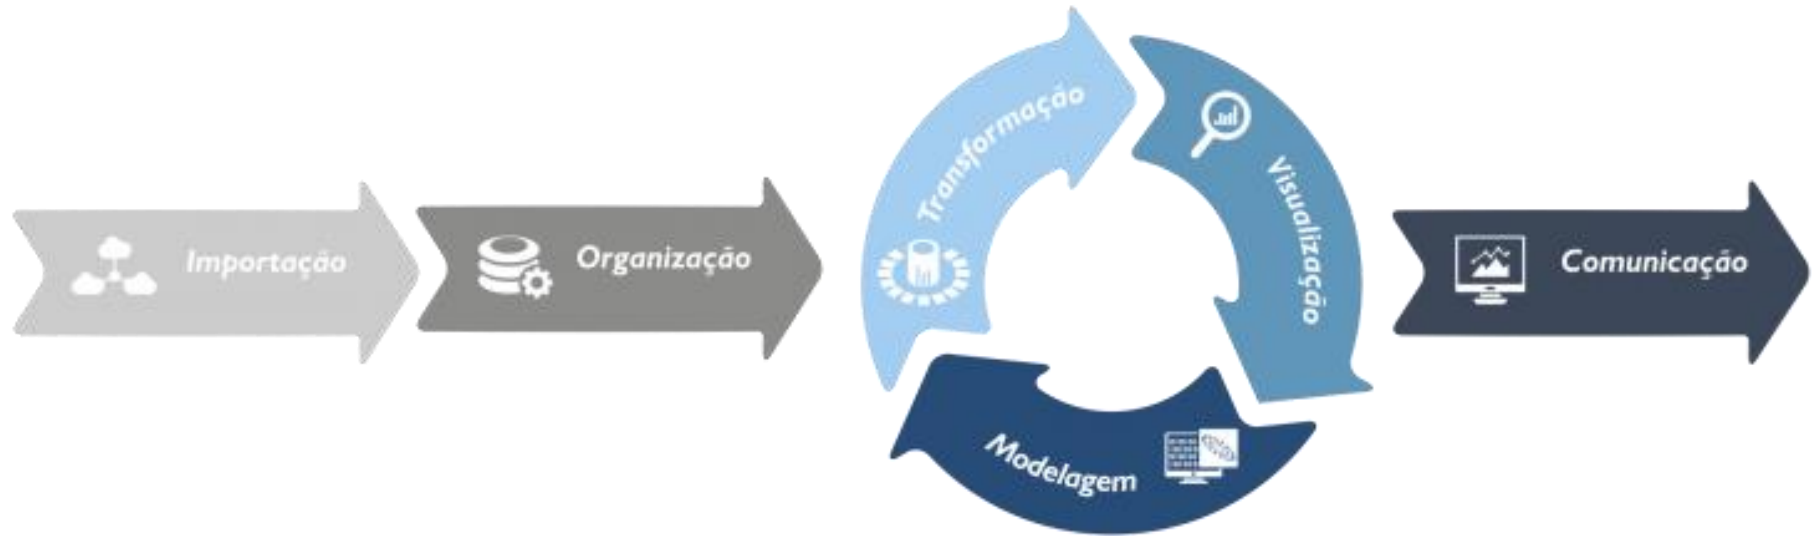 Importação
Organização
Transformação
Visualização
Modelagem
Comunicação